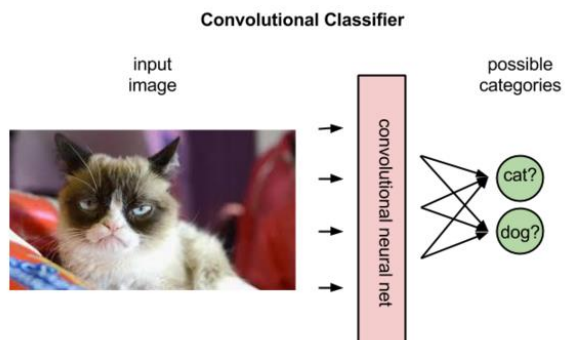 Convolutional Classifier
input
image
possible
categories
convolutional neural net
cat?
dog?